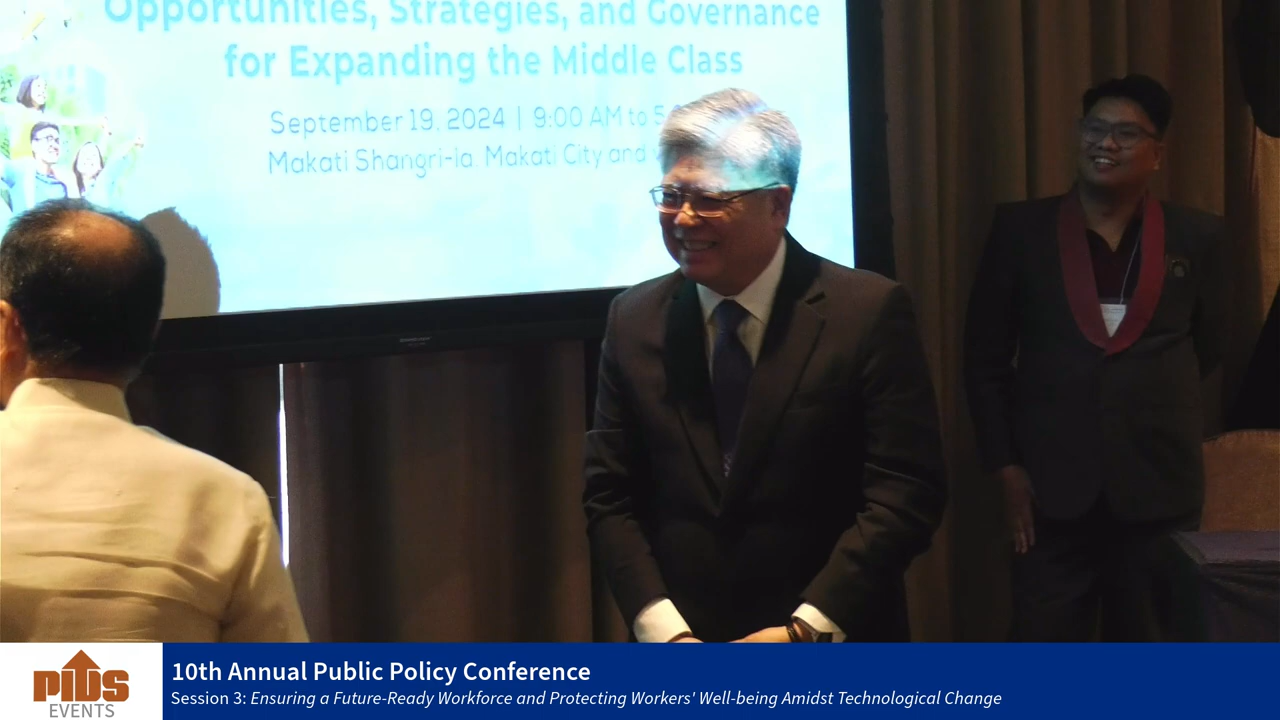 Opportunities, Strategies, and Governance
for Expanding the Middle Class
September 19, 2024 | 9:00 AM to 5
Makati Shangri-la, Makati City and
PIDS
EVENTS
10th Annual Public Policy Conference
Session 3: Ensuring a Future-Ready Workforce and Protecting Workers' Well-being Amidst Technological Change